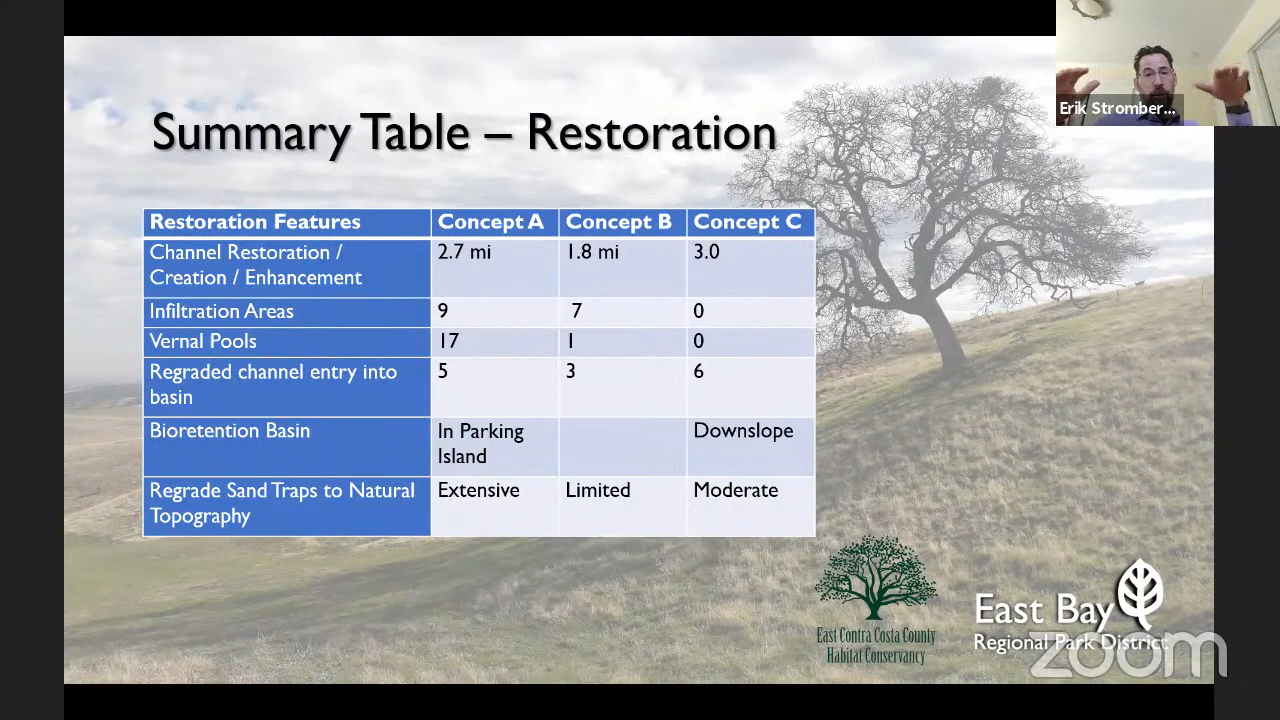 Erik Stromber...
Summary Table – Restoration
Restoration Features Concept A Concept B Concept C
Channel Restoration / Creation / Enhancement 2.7 mi 1.8 mi 3.0
Infiltration Areas 9 7 0
Vernal Pools 17 1 0
Regraded channel entry into basin 5 3 6
Bioretention Basin In Parking Island Downslope
Regrade Sand Traps to Natural Topography Extensive Limited Moderate
East Contra Costa County
Habitat Conservancy
East Bay
Regional Park District
zoom